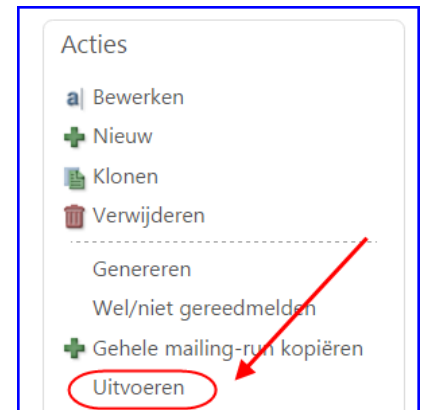 Acties
Bewerken
Nieuw
Klonen
Verwijderen
Genereren
Wel/niet gereedmelden
Gehele mailing-run kopiëren
Uitvoeren